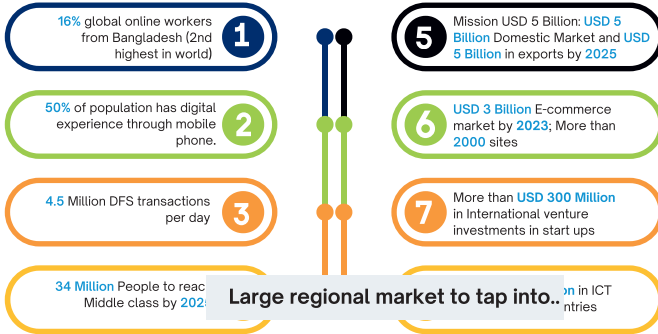 16% global online workers
from Bangladesh (2nd
highest in world)
1
50% of population has digital
experience through mobile
phone.
2
4.5 Million DFS transactions
per day
3
34 Million People to reach
Middle class by
5
Mission USD 5 Billion: USD 5
Billion Domestic Market and USD
5 Billion in exports by 2025
6
USD 3 Billion E-commerce
market by 2023; More than
2000 sites
7
More than USD 300 Million
in International venture
investments in start ups
in ICT
Large regional market to tap into..